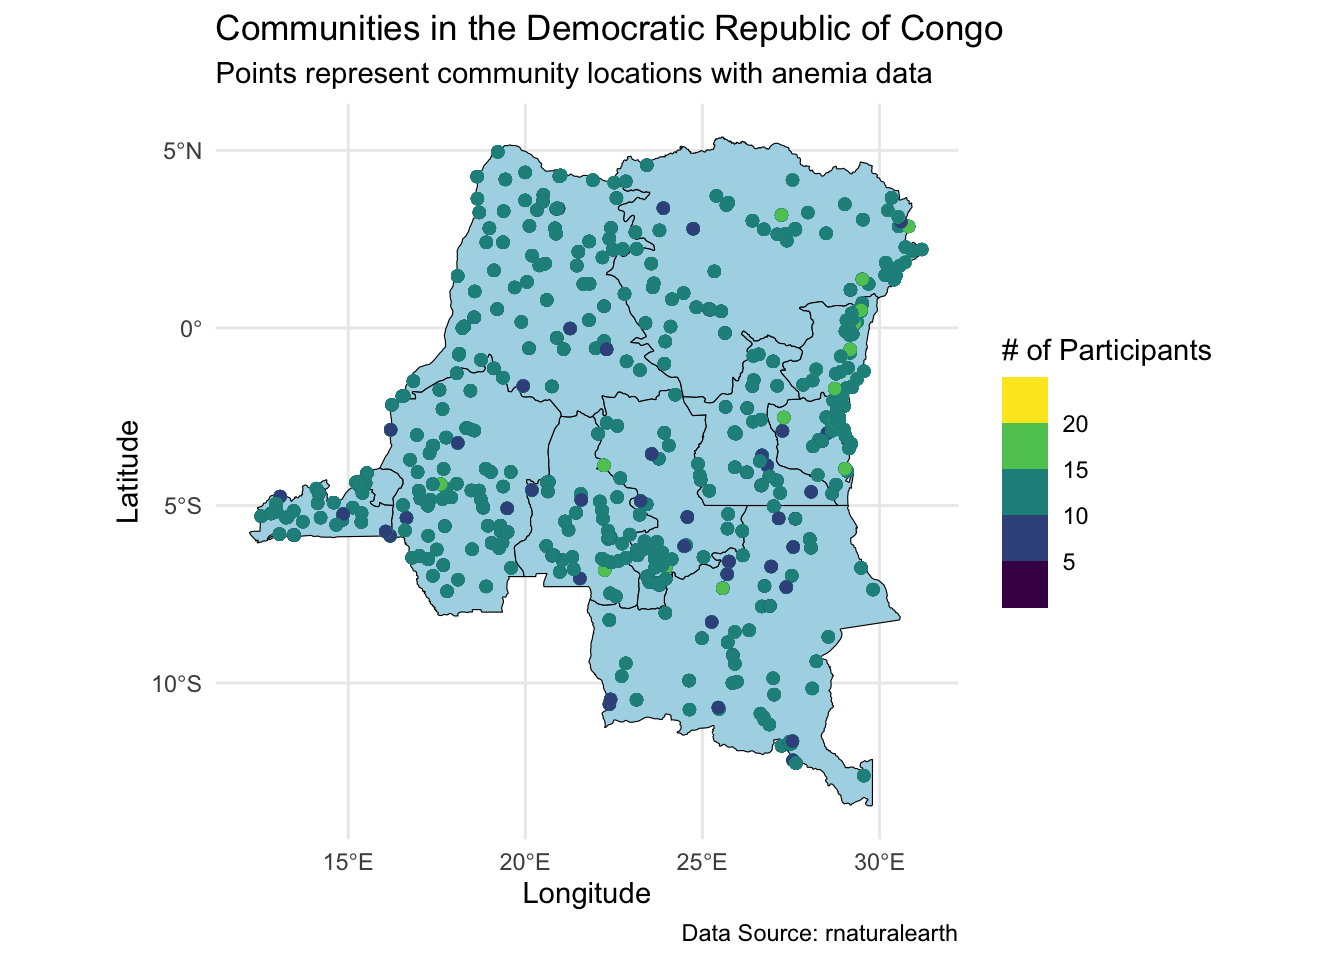 Communities in the Democratic Republic of Congo
Points represent community locations with anemia data
5°N
0°
5°S
10°S
Latitude
15°E
20°E
25°E
30°E
Longitude
# of Participants
20
15
10
5
Data Source: rnaturalearth